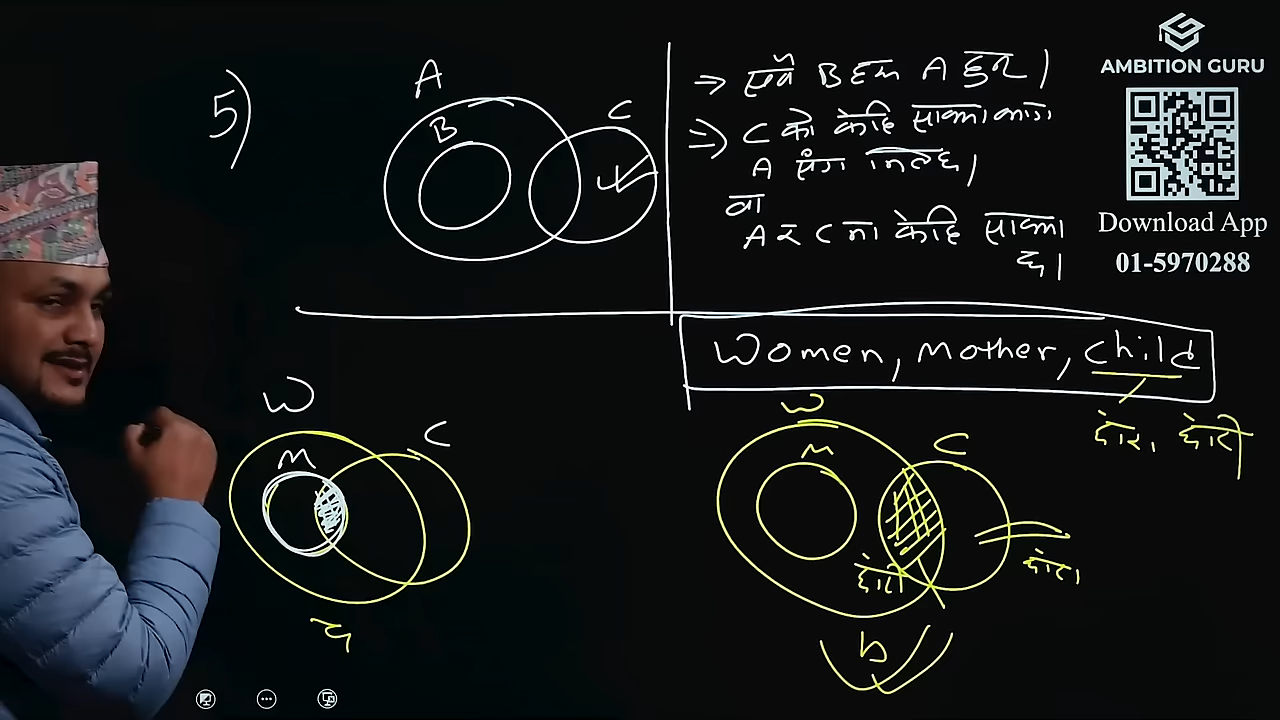 5)
A
B
C
⇒ सबै B हरू A हुन्।
⇒ C को केहि सामा भाग
A सँग मिल्छ।
वा
A र C मा केहि साझा
छ।
AMBITION GURU
Download App
01-5970288
Women, Mother, Child
छोरा, छोरी
W
M
C
द
W
M
C
छोरी
छोरा
b